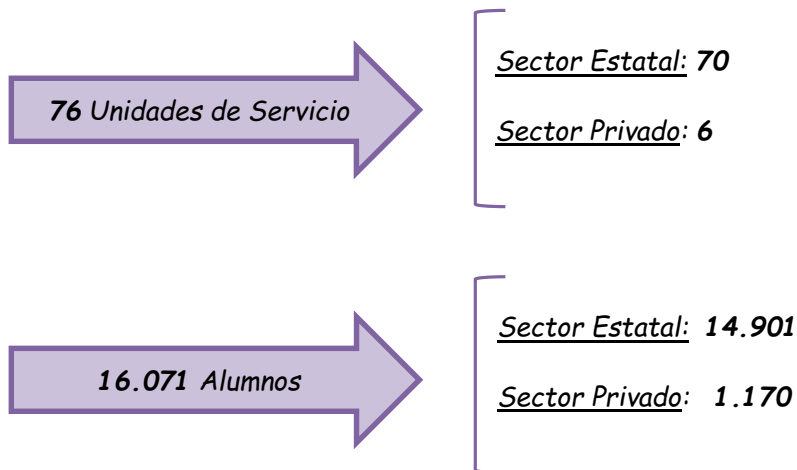 76 Unidades de Servicio
Sector Estatal: 70
Sector Privado: 6
16.071 Alumnos
Sector Estatal: 14.901
Sector Privado: 1.170